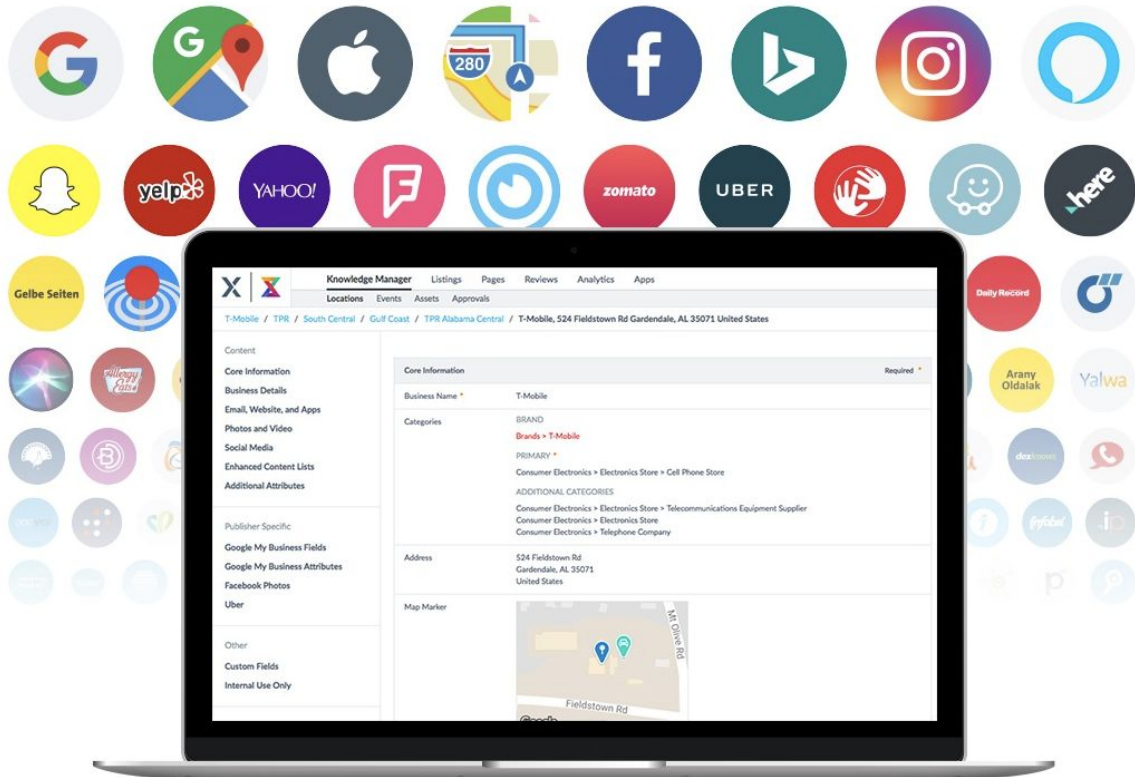 G
G
280
f
yelp
YAHOO!
zomato
UBER
here
Gelbe Seiten
Daily Record
Allergy
Eats
Arany
Oldalak
Yalwa
B
dexknows
infobel
i
p
Knowledge Manager Listings Pages Reviews Analytics Apps
Locations Events Assets Approvals
T-Mobile / TPR / South Central / Gulf Coast / TPR Alabama Central / T-Mobile, 524 Fieldstown Rd Gardendale, AL 35071 United States
Content
Core Information
Business Details
Email, Website, and Apps
Photos and Video
Social Media
Enhanced Content Lists
Additional Attributes
Publisher Specific
Google My Business Fields
Google My Business Attributes
Facebook Photos
Uber
Other
Custom Fields
Internal Use Only
Core Information Required *
Business Name * T-Mobile
Categories BRAND
Brands > T-Mobile
PRIMARY *
Consumer Electronics > Electronics Store > Cell Phone Store
ADDITIONAL CATEGORIES
Consumer Electronics > Electronics Store > Telecommunications Equipment Supplier
Consumer Electronics > Electronics Store
Consumer Electronics > Telephone Company
Address 524 Fieldstown Rd
Gardendale, AL 35071
United States
Map Marker
Mt Olive Rd
Fieldstown Rd
Google